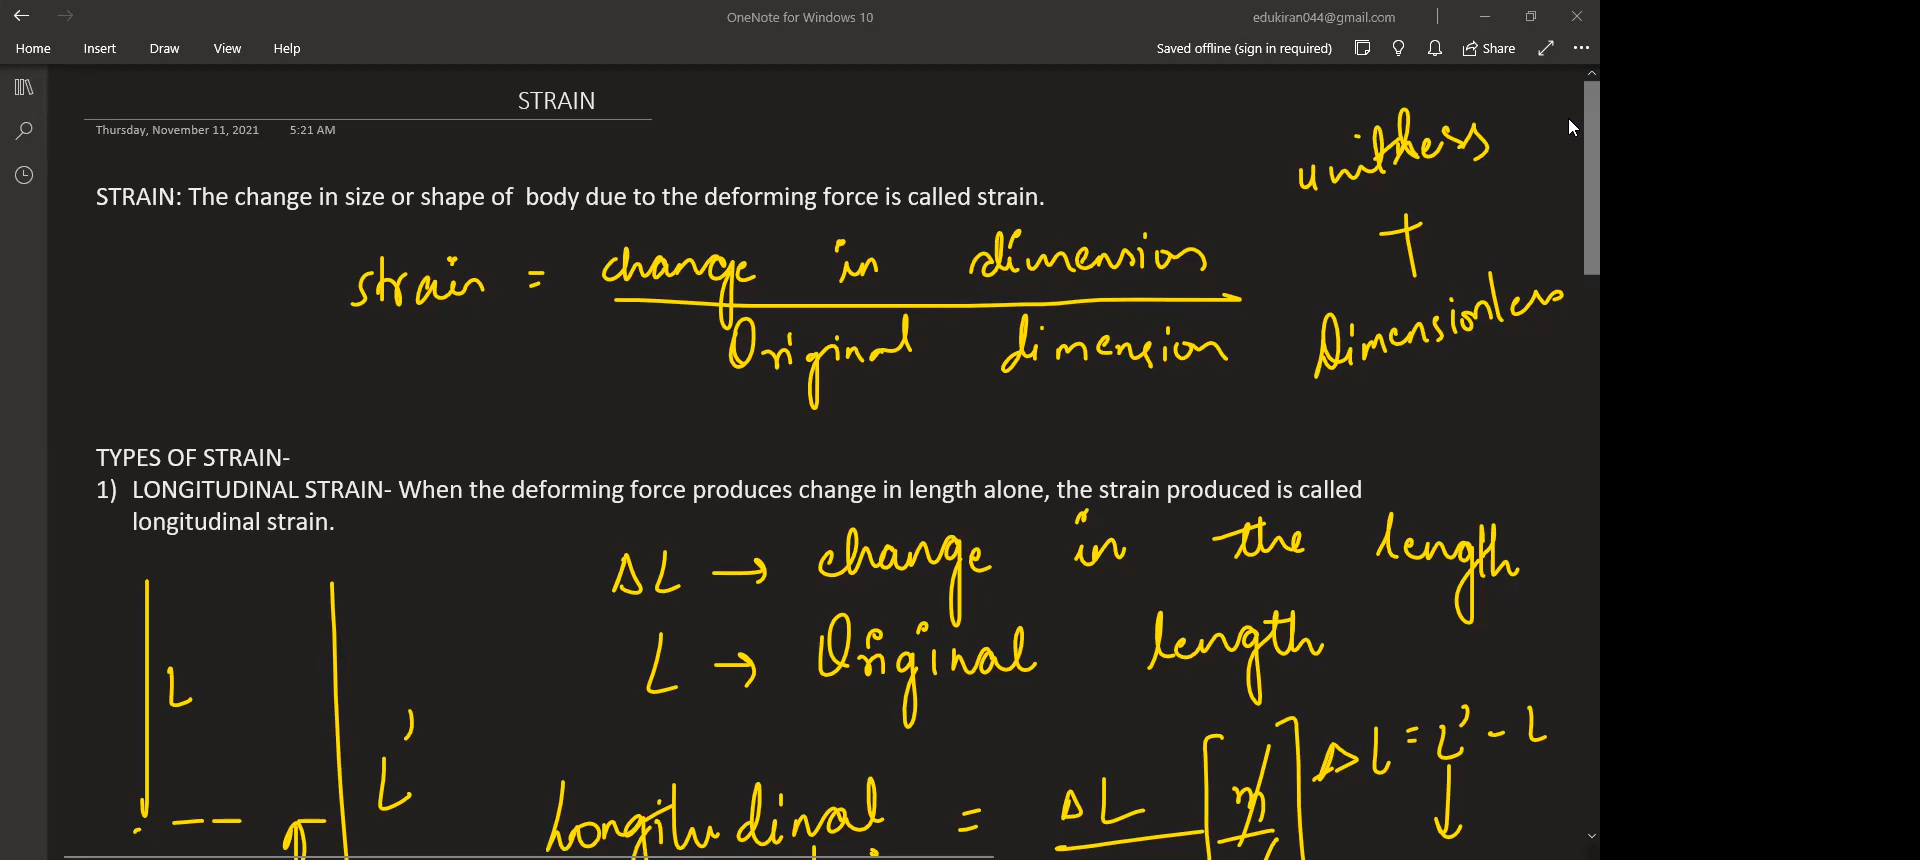 OneNote for Windows 10
edukiran044@gmail.com
Home Insert Draw View Help
Saved offline (sign in required) Share
STRAIN
Thursday, November 11, 2021 5:21 AM
unitless
+
Dimensionless
STRAIN: The change in size or shape of body due to the deforming force is called strain.
strain = change in dimension
Original dimension
TYPES OF STRAIN-
1) LONGITUDINAL STRAIN- When the deforming force produces change in length alone, the strain produced is called
longitudinal strain.
ΔL → change in the length
L → Original length
L
L'
ΔL = L' - L
Longitudinal = ΔL [m